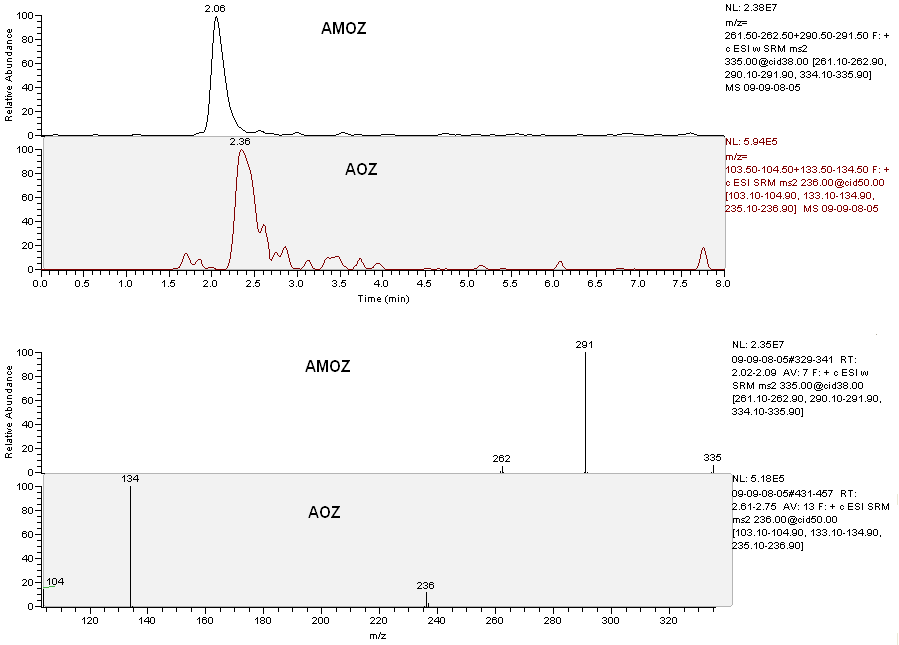 2.06
AMOZ
100
80
60
40
20
0
Relative Abundance
NL: 2.38E7
m/z=
261.50-262.50+290.50-291.50 F: +
c ESI w SRM ms2
335.00@cid38.00 [261.10-262.90,
290.10-291.90, 334.10-335.90]
MS 09-09-08-05
2.36
AOZ
100
80
60
40
20
0
NL: 5.94E5
m/z=
103.50-104.50+133.50-134.50 F: +
c ESI SRM ms2 236.00@cid50.00
[103.10-104.90, 133.10-134.90,
235.10-236.90] MS 09-09-08-05
0.0 0.5 1.0 1.5 2.0 2.5 3.0 3.5 4.0 4.5 5.0 5.5 6.0 6.5 7.0 7.5 8.0
Time (min)
291
AMOZ
100
80
60
40
20
0
Relative Abundance
262
335
NL: 2.35E7
09-09-08-05#329-341 RT:
2.02-2.09 AV: 7 F: + c ESI w
SRM ms2 335.00@cid38.00
[261.10-262.90, 290.10-291.90,
334.10-335.90]
134
AOZ
100
80
60
40
20
0
104
236
NL: 5.18E5
09-09-08-05#431-457 RT:
2.61-2.75 AV: 13 F: + c ESI SRM
ms2 236.00@cid50.00
[103.10-104.90, 133.10-134.90,
235.10-236.90]
120 140 160 180 200 220 240 260 280 300 320
m/z